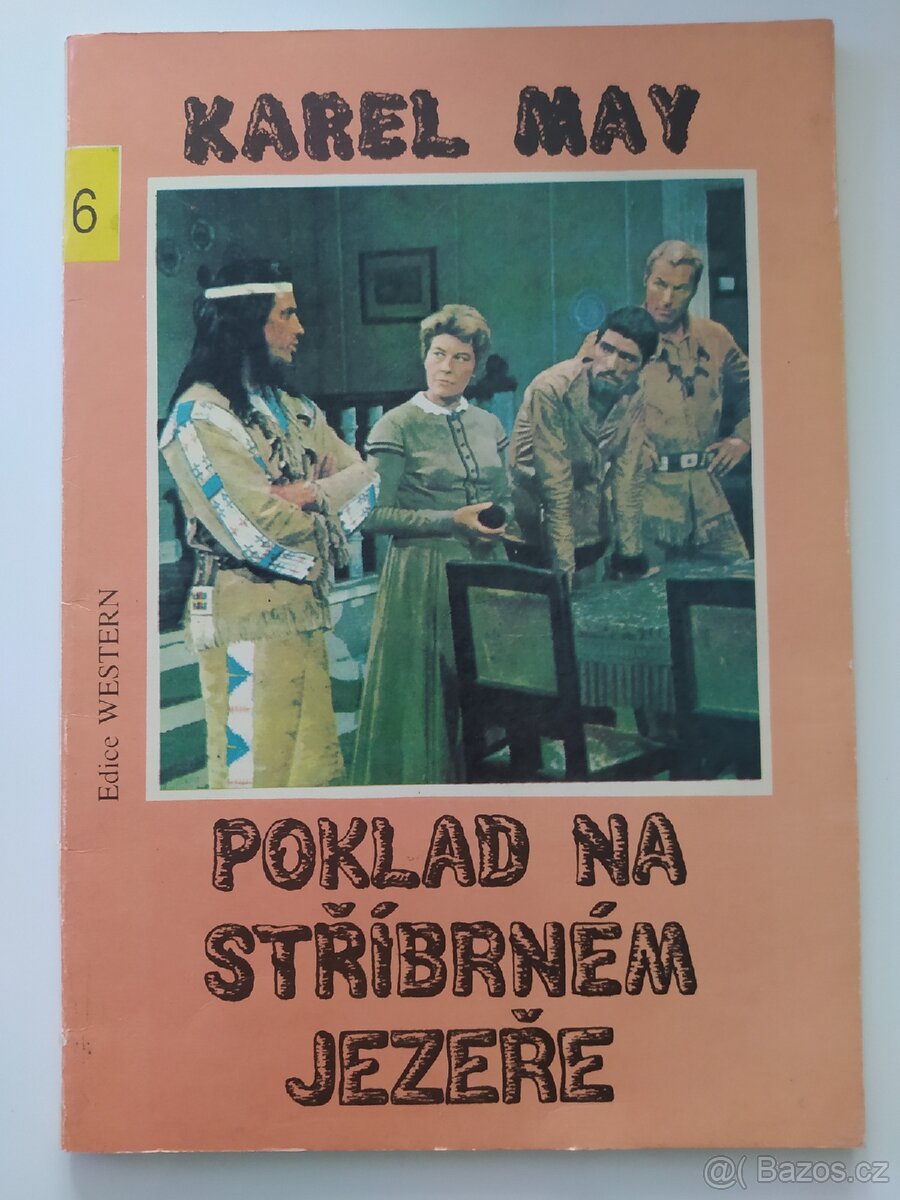 KAREL MAY
6
Edice WESTERN
POKLAD NA
STŘÍBRNÉM
JEZEŘE
@( Bazos.cz